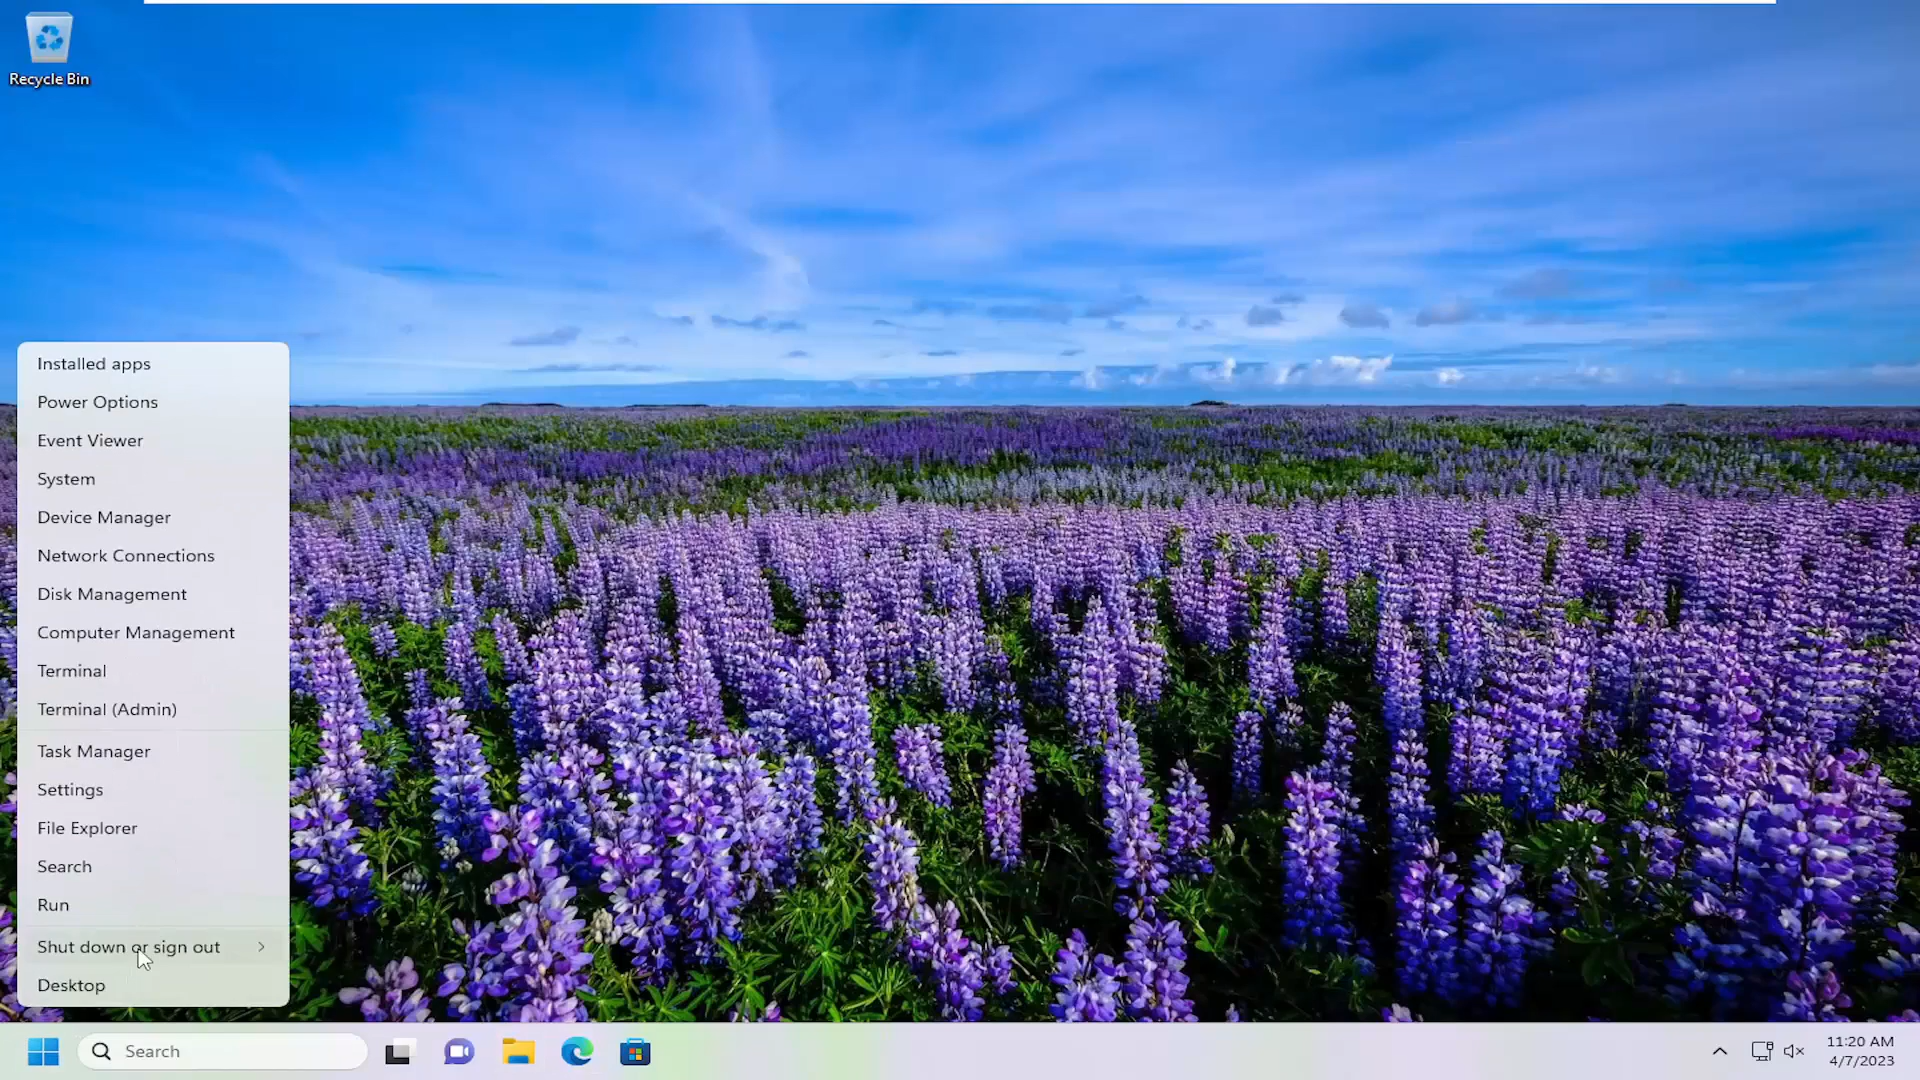 Recycle Bin
Installed apps
Power Options
Event Viewer
System
Device Manager
Network Connections
Disk Management
Computer Management
Terminal
Terminal (Admin)
Task Manager
Settings
File Explorer
Search
Run
Shut down or sign out
Desktop
Search
11:20 AM
4/7/2023